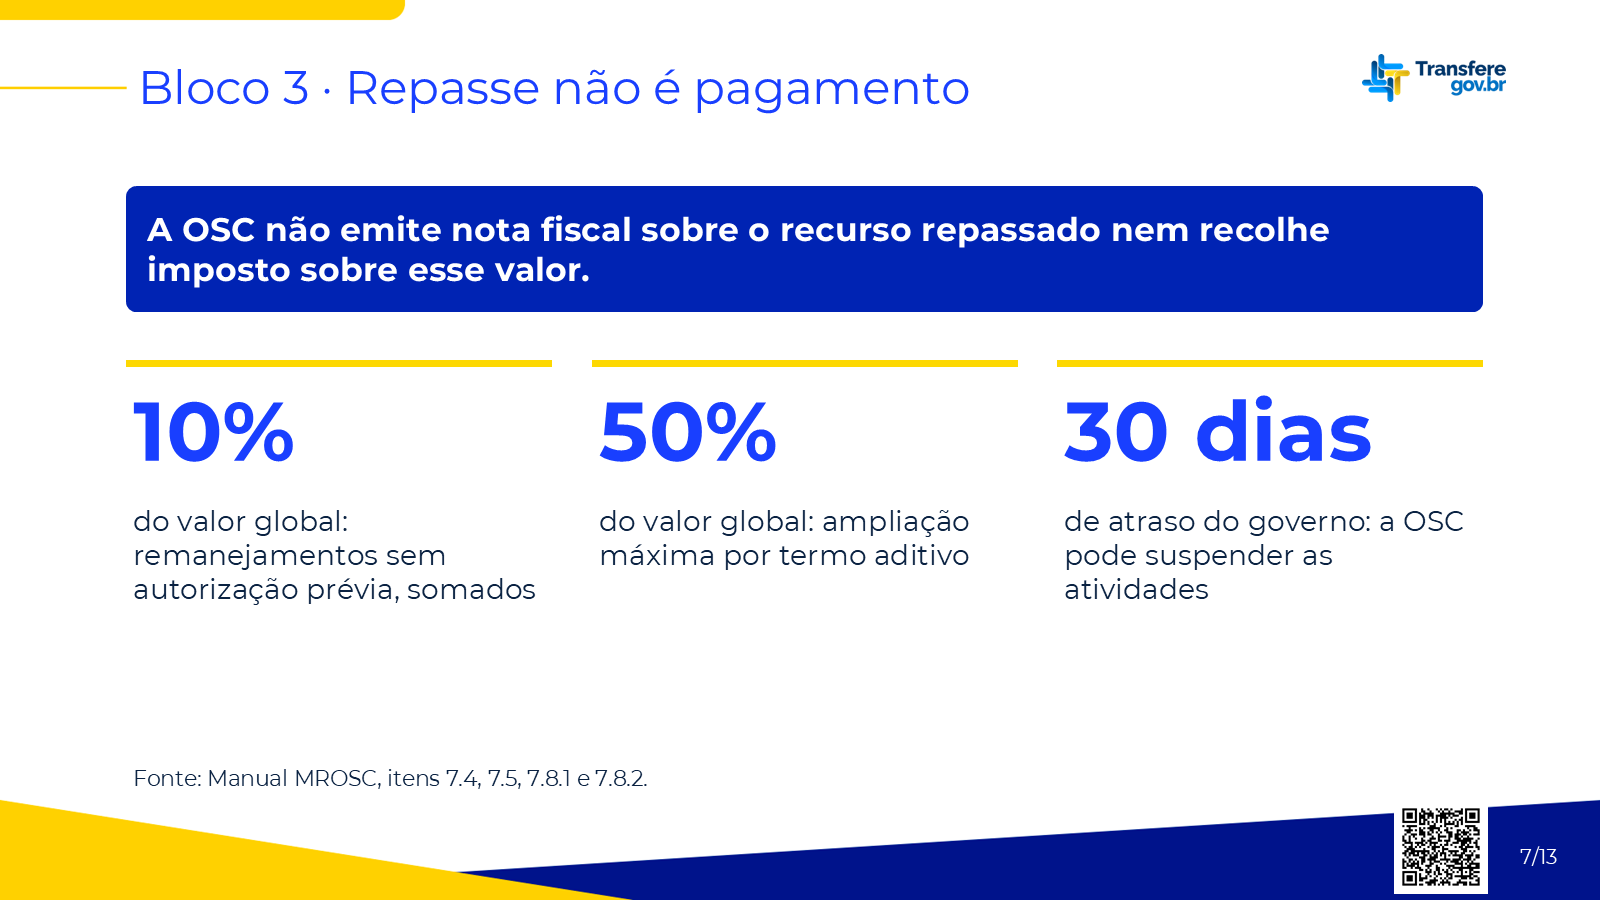 Bloco 3 · Repasse não é pagamento
Transfere
gov.br
A OSC não emite nota fiscal sobre o recurso repassado nem recolhe
imposto sobre esse valor.
10%
do valor global:
remanejamentos sem
autorização prévia, somados
50%
do valor global: ampliação
máxima por termo aditivo
30 dias
de atraso do governo: a OSC
pode suspender as
atividades
Fonte: Manual MROSC, itens 7.4, 7.5, 7.8.1 e 7.8.2.
7/13